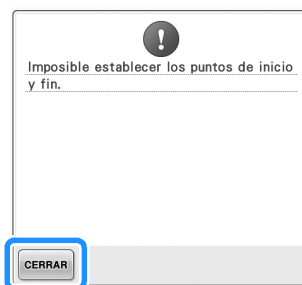 Imposible establecer los puntos de inicio
y fin.
CERRAR